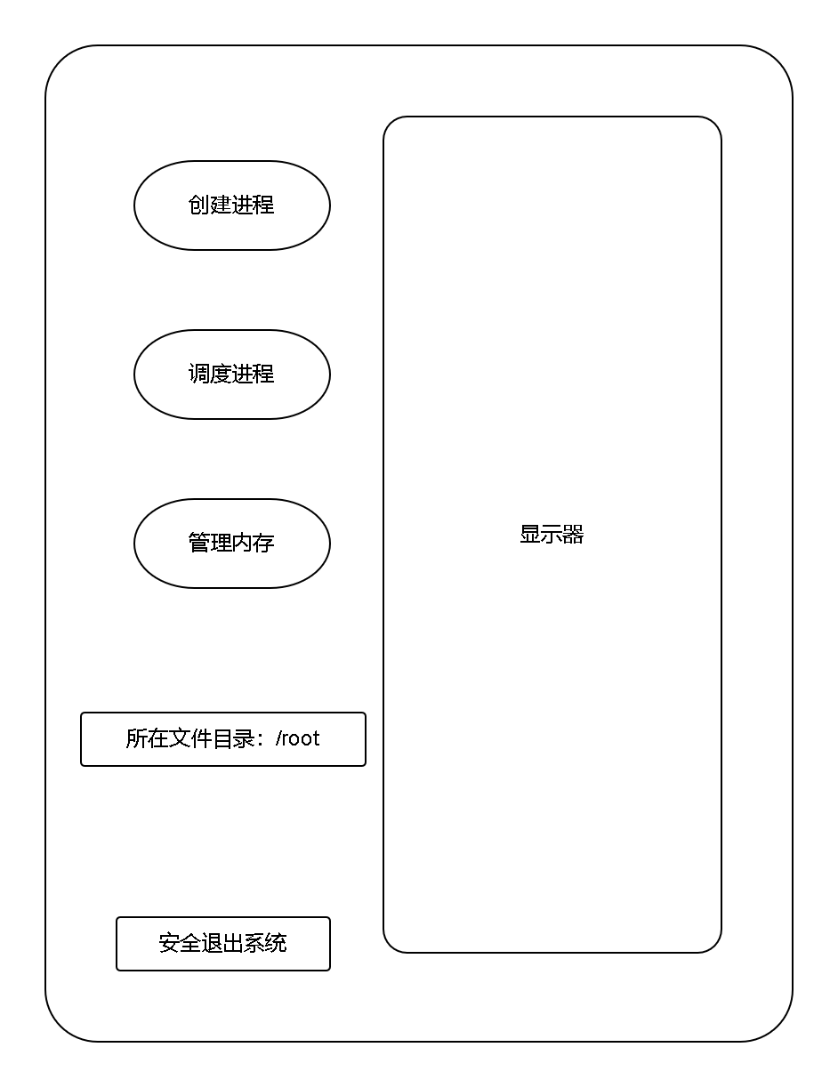 创建进程
调度进程
管理内存
显示器
所在文件目录：/root
安全退出系统